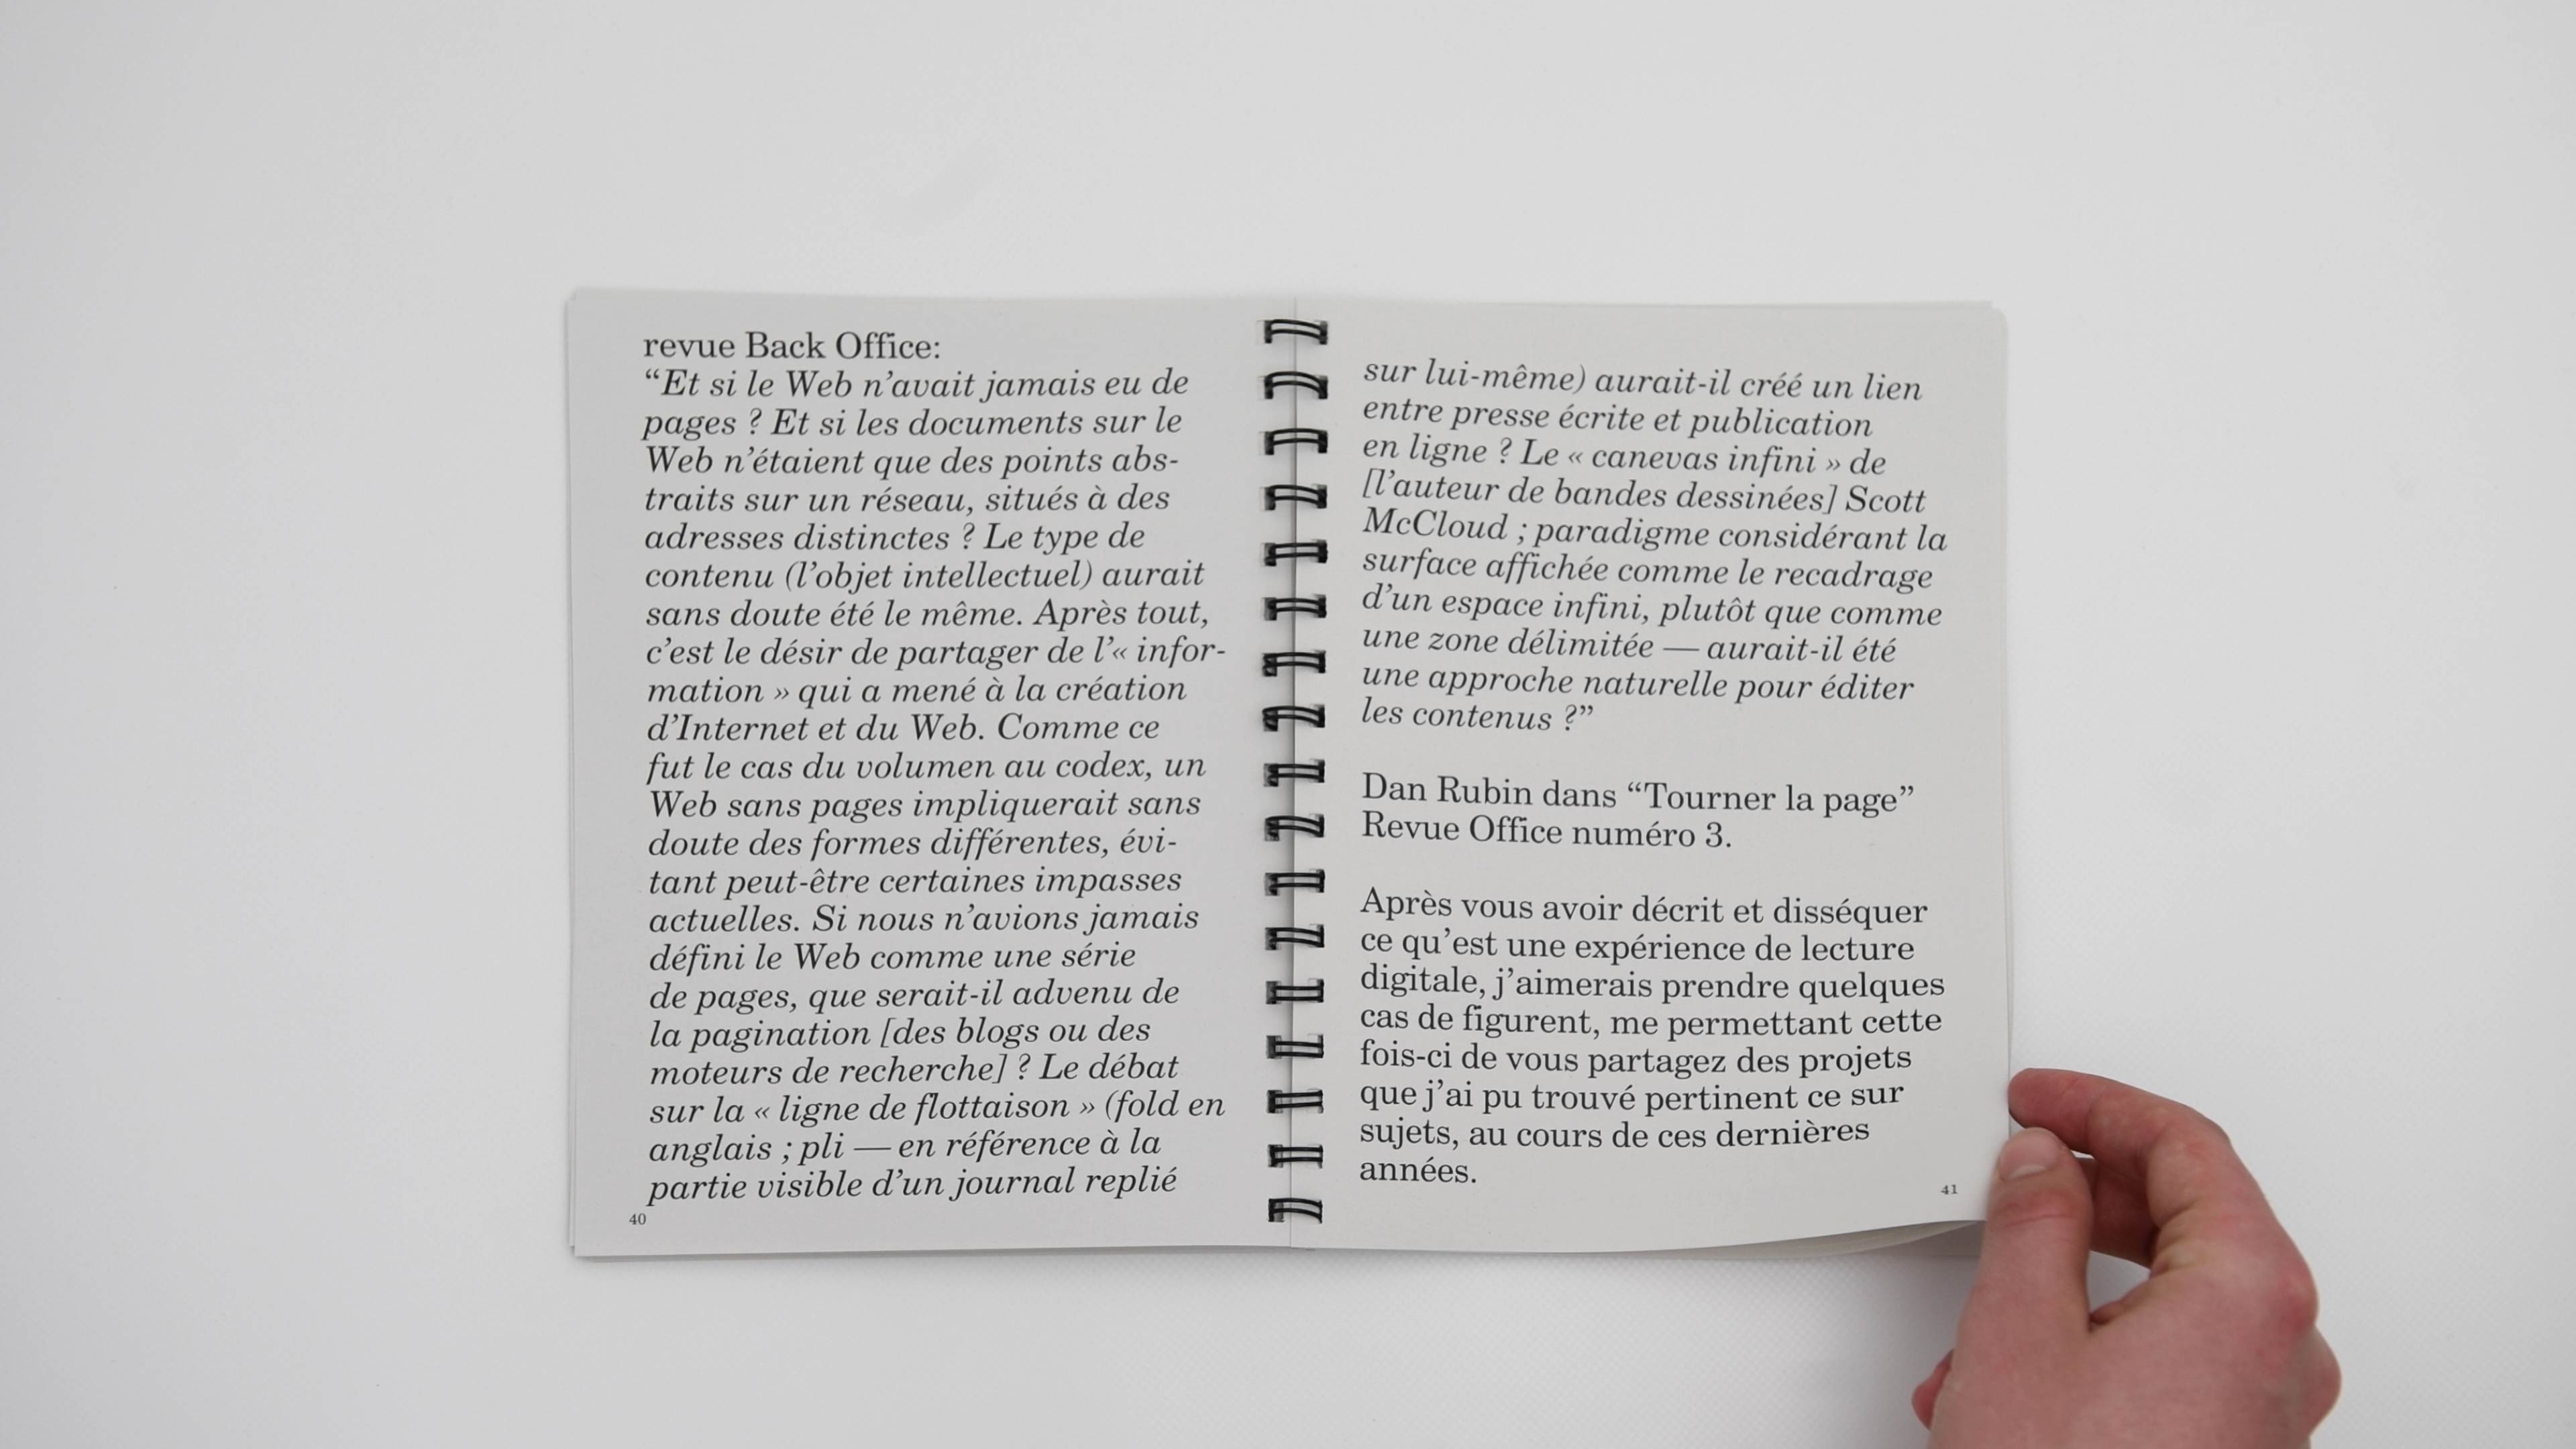 revue Back Office:
“Et si le Web n’avait jamais eu de
pages ? Et si les documents sur le
Web n’étaient que des points abs-
traits sur un réseau, situés à des
adresses distinctes ? Le type de
contenu (l’objet intellectuel) aurait
sans doute été le même. Après tout,
c’est le désir de partager de l’« infor-
mation » qui a mené à la création
d’Internet et du Web. Comme ce
fut le cas du volumen au codex, un
Web sans pages impliquerait sans
doute des formes différentes, évi-
tant peut-être certaines impasses
actuelles. Si nous n’avions jamais
défini le Web comme une série
de pages, que serait-il advenu de
la pagination [des blogs ou des
moteurs de recherche] ? Le débat
sur la « ligne de flottaison » (fold en
anglais ; pli — en référence à la
partie visible d’un journal replié
40
sur lui-même) aurait-il créé un lien
entre presse écrite et publication
en ligne ? Le « canevas infini » de
[l’auteur de bandes dessinées] Scott
McCloud ; paradigme considérant la
surface affichée comme le recadrage
d’un espace infini, plutôt que comme
une zone délimitée — aurait-il été
une approche naturelle pour éditer
les contenus ?”
Dan Rubin dans “Tourner la page”
Revue Office numéro 3.
Après vous avoir décrit et disséquer
ce qu’est une expérience de lecture
digitale, j’aimerais prendre quelques
cas de figurent, me permettant cette
fois-ci de vous partagez des projets
que j’ai pu trouvé pertinent ce sur
sujets, au cours de ces dernières
années.
41